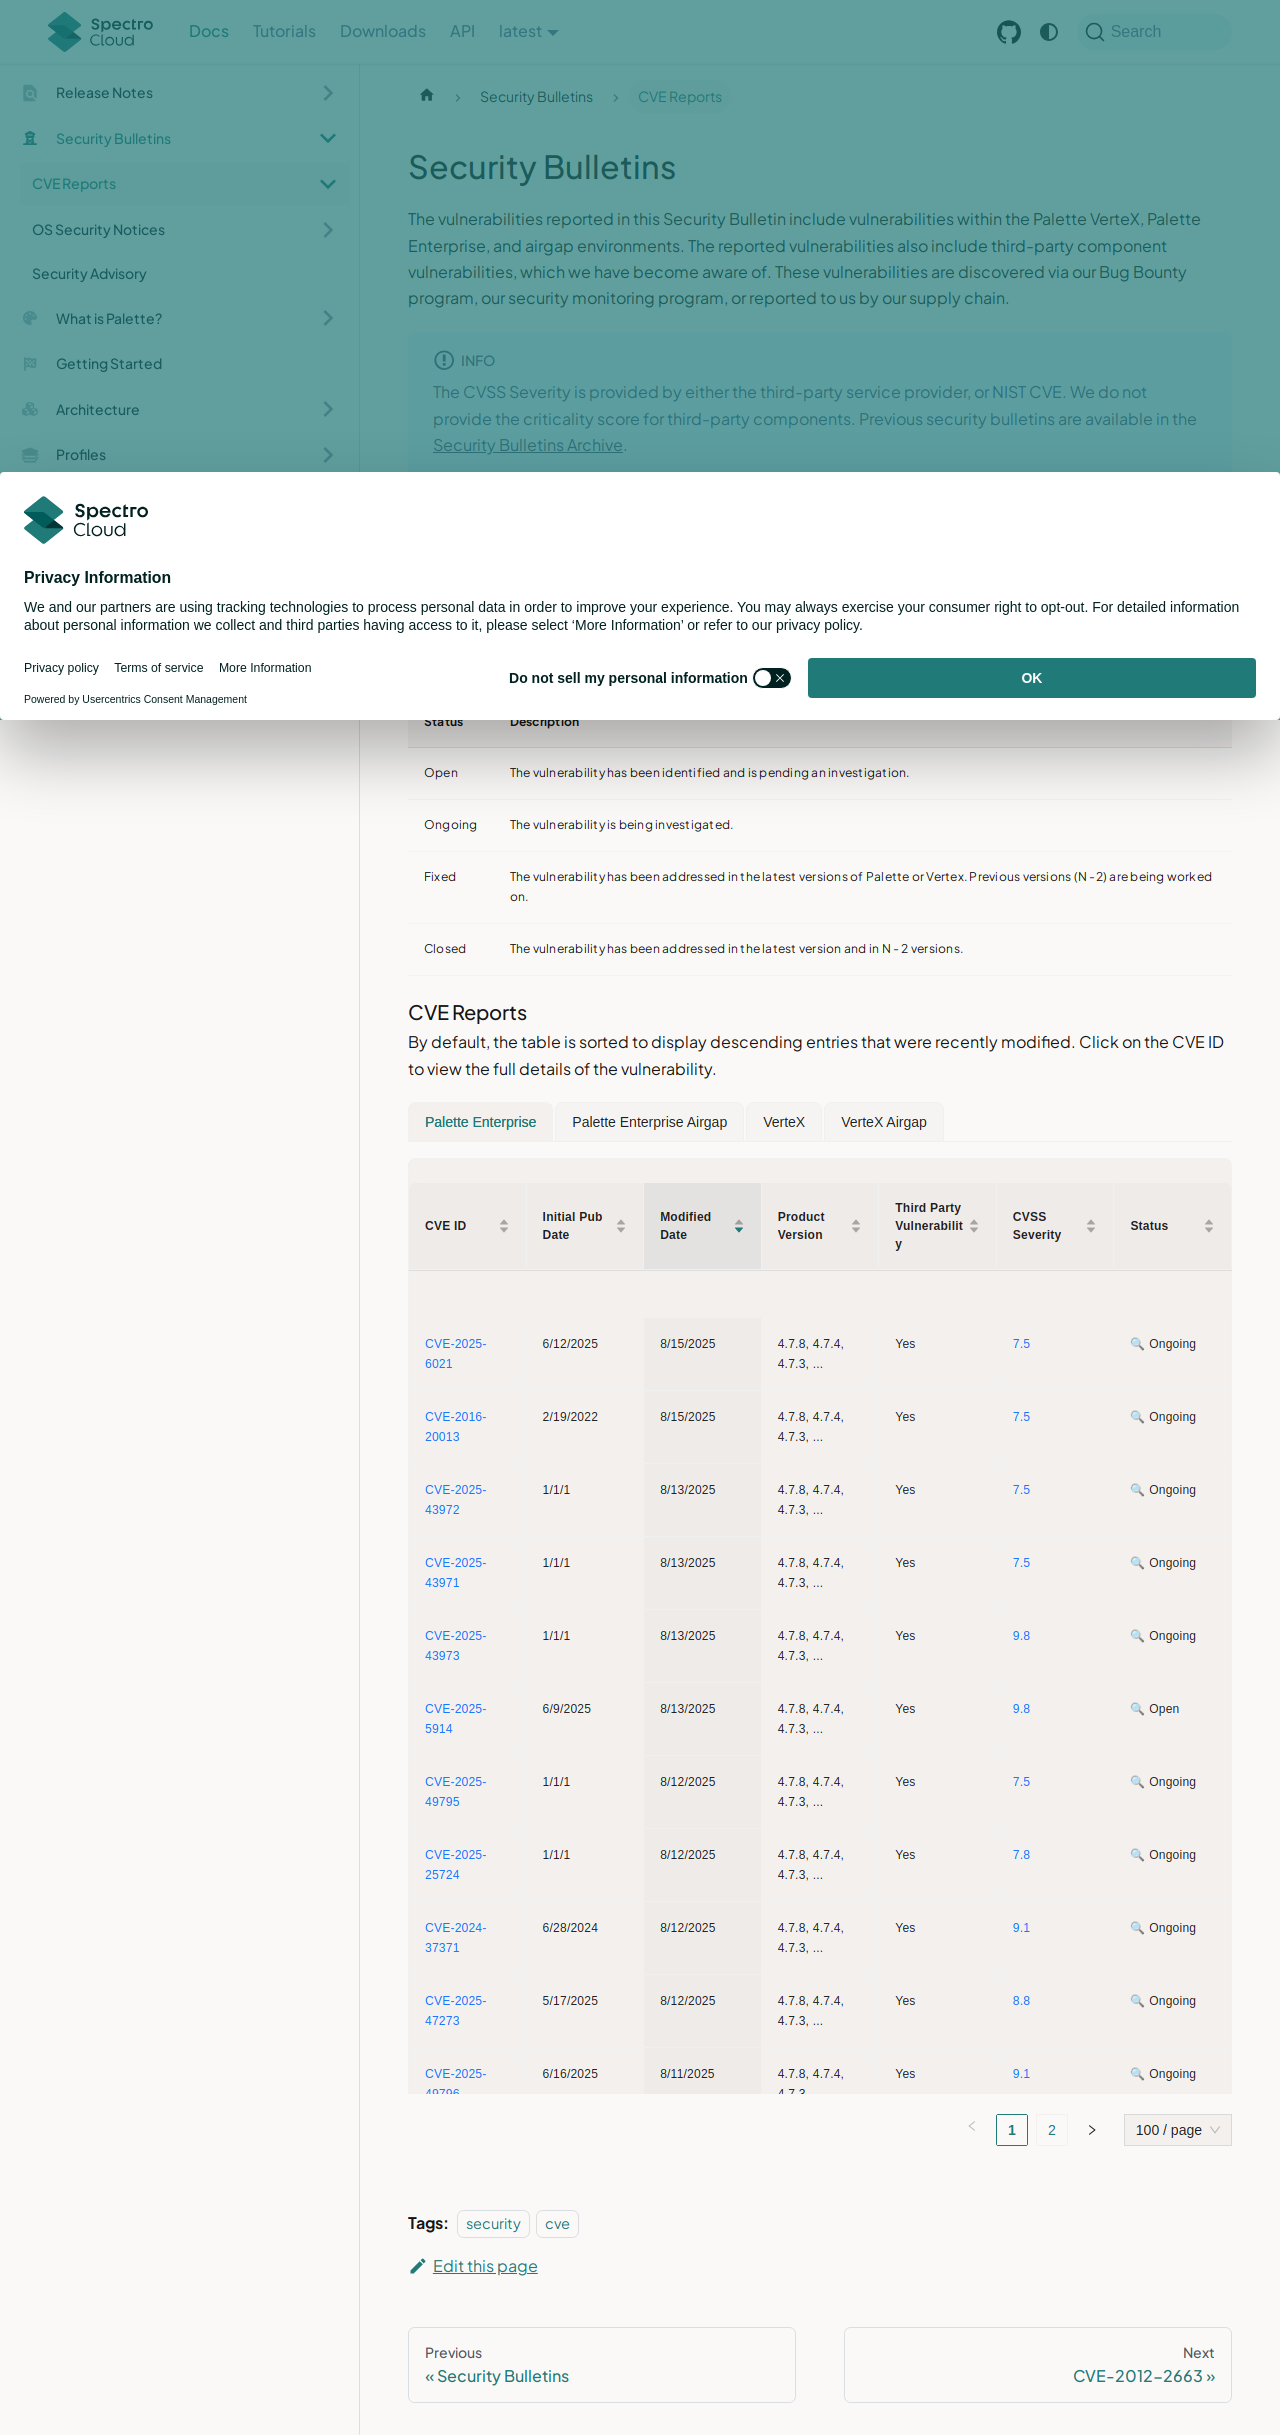 Spectro Cloud
Docs Tutorials Downloads API latest Search
Release Notes
Security Bulletins
CVE Reports
OS Security Notices
Security Advisory
What is Palette?
Getting Started
Architecture
Profiles
Security Bulletins CVE Reports
Security Bulletins
The vulnerabilities reported in this Security Bulletin include vulnerabilities within the Palette VerteX, Palette
Enterprise, and airgap environments. The reported vulnerabilities also include third-party component
vulnerabilities, which we have become aware of. These vulnerabilities are discovered via our Bug Bounty
program, our security monitoring program, or reported to us by our supply chain.
INFO
The CVSS Severity is provided by either the third-party service provider, or NIST CVE. We do not
provide the criticality score for third-party components. Previous security bulletins are available in the
Security Bulletins Archive.
Spectro
Cloud
Privacy Information
We and our partners are using tracking technologies to process personal data in order to improve your experience. You may always exercise your consumer right to opt-out. For detailed information
about personal information we collect and third parties having access to it, please select ‘More Information’ or refer to our privacy policy.
Privacy policy Terms of service More Information
Powered by Usercentrics Consent Management
Do not sell my personal information
OK
Status Description
Open The vulnerability has been identified and is pending an investigation.
Ongoing The vulnerability is being investigated.
Fixed The vulnerability has been addressed in the latest versions of Palette or Vertex. Previous versions (N -2) are being worked
on.
Closed The vulnerability has been addressed in the latest version and in N - 2 versions.
CVE Reports
By default, the table is sorted to display descending entries that were recently modified. Click on the CVE ID
to view the full details of the vulnerability.
Palette Enterprise Palette Enterprise Airgap VerteX VerteX Airgap
CVE ID Initial Pub Date Modified Date Product Version Third Party Vulnerability CVSS Severity Status
CVE-2025-6021 6/12/2025 8/15/2025 4.7.8, 4.7.4, 4.7.3, ... Yes 7.5 🔍 Ongoing
CVE-2016-20013 2/19/2022 8/15/2025 4.7.8, 4.7.4, 4.7.3, ... Yes 7.5 🔍 Ongoing
CVE-2025-43972 1/1/1 8/13/2025 4.7.8, 4.7.4, 4.7.3, ... Yes 7.5 🔍 Ongoing
CVE-2025-43971 1/1/1 8/13/2025 4.7.8, 4.7.4, 4.7.3, ... Yes 7.5 🔍 Ongoing
CVE-2025-43973 1/1/1 8/13/2025 4.7.8, 4.7.4, 4.7.3, ... Yes 9.8 🔍 Ongoing
CVE-2025-5914 6/9/2025 8/13/2025 4.7.8, 4.7.4, 4.7.3, ... Yes 9.8 🔍 Open
CVE-2025-49795 1/1/1 8/12/2025 4.7.8, 4.7.4, 4.7.3, ... Yes 7.5 🔍 Ongoing
CVE-2025-25724 1/1/1 8/12/2025 4.7.8, 4.7.4, 4.7.3, ... Yes 7.8 🔍 Ongoing
CVE-2024-37371 6/28/2024 8/12/2025 4.7.8, 4.7.4, 4.7.3, ... Yes 9.1 🔍 Ongoing
CVE-2025-47273 5/17/2025 8/12/2025 4.7.8, 4.7.4, 4.7.3, ... Yes 8.8 🔍 Ongoing
CVE-2025-49796 6/16/2025 8/11/2025 4.7.8, 4.7.4, 4.7.3 Yes 9.1 🔍 Ongoing
1 2 100 / page
Tags: security cve
Edit this page
Previous
« Security Bulletins
Next
CVE-2012-2663 »